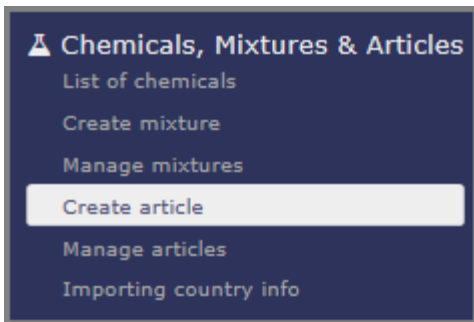 Chemicals, Mixtures & Articles
List of chemicals
Create mixture
Manage mixtures
Create article
Manage articles
Importing country info